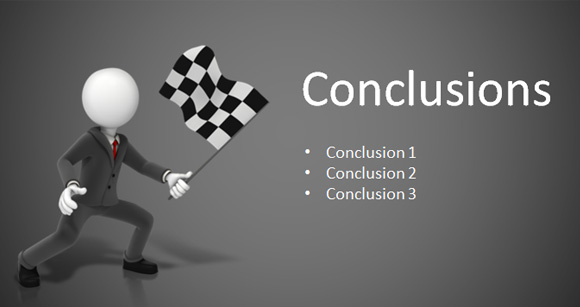 Conclusions
• Conclusion 1
• Conclusion 2
• Conclusion 3